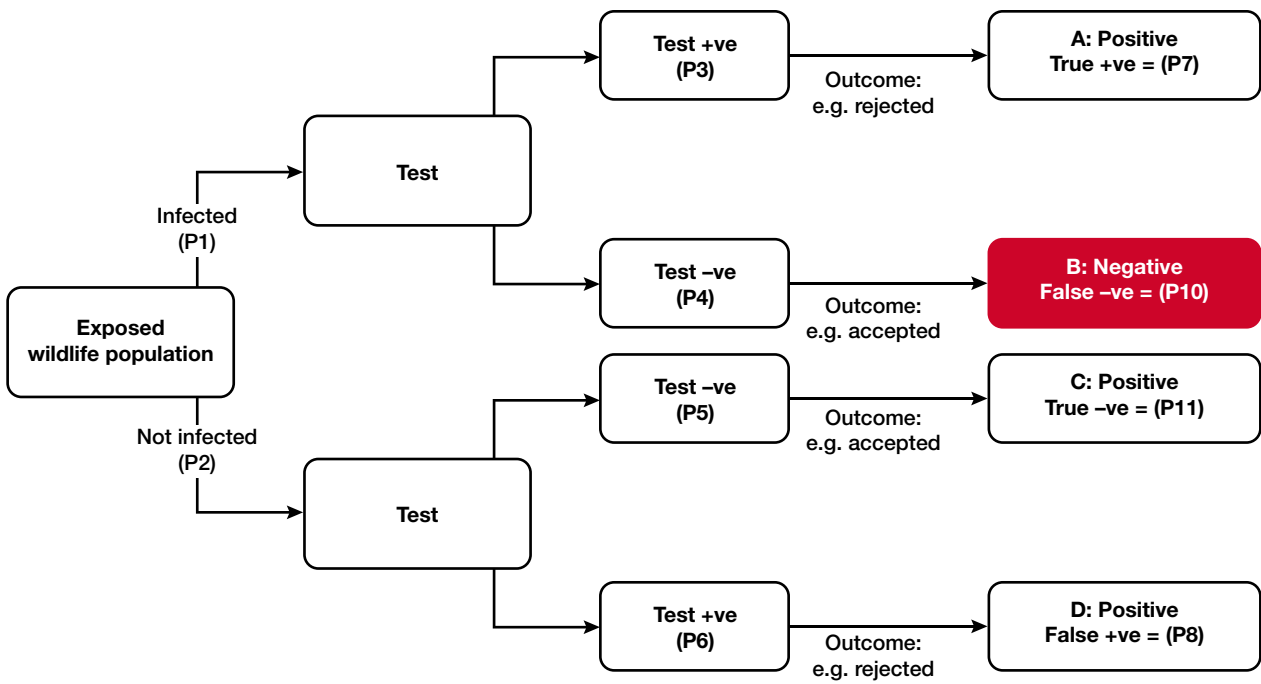 Exposed
wildlife population
Infected
(P1)
Not infected
(P2)
Test
Test
Test +ve
(P3)
Outcome:
e.g. rejected
A: Positive
True +ve = (P7)
Test –ve
(P4)
Outcome:
e.g. accepted
B: Negative
False –ve = (P10)
Test –ve
(P5)
Outcome:
e.g. accepted
C: Positive
True –ve = (P11)
Test +ve
(P6)
Outcome:
e.g. rejected
D: Positive
False +ve = (P8)